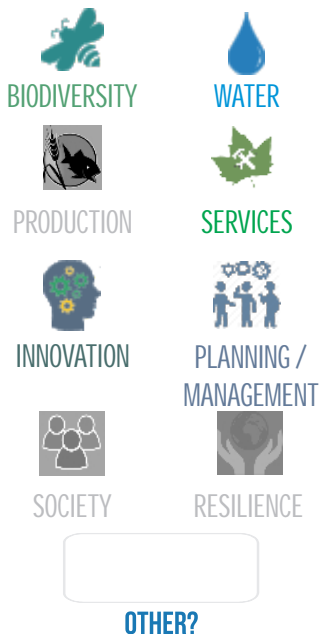 BIODIVERSITY
WATER
PRODUCTION
SERVICES
INNOVATION
PLANNING /
MANAGEMENT
SOCIETY
RESILIENCE
OTHER?